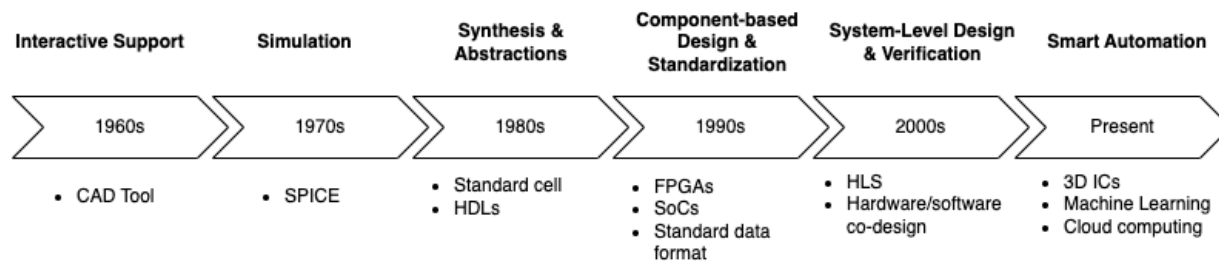 Interactive Support
Simulation
Synthesis &
Abstractions
Component-based
Design &
Standardization
System-Level Design
& Verification
Smart Automation
1960s
1970s
1980s
1990s
2000s
Present
• CAD Tool
• SPICE
• Standard cell
• HDLs
• FPGAs
• SoCs
• Standard data
format
• HLS
• Hardware/software
co-design
• 3D ICs
• Machine Learning
• Cloud computing